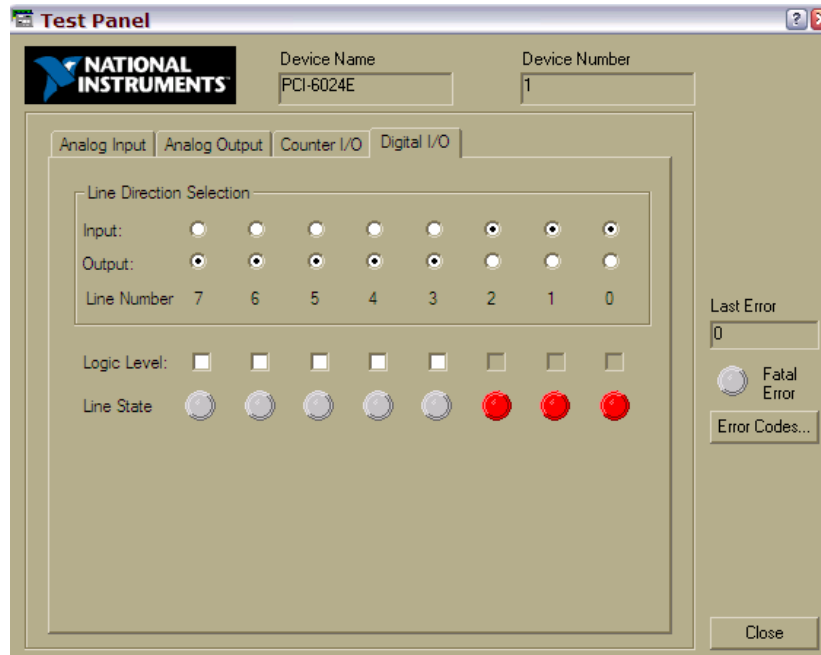 Test Panel
NATIONAL
INSTRUMENTS™
Device Name
PCI-6024E
Device Number
1
Analog Input
Analog Output
Counter I/O
Digital I/O
Line Direction Selection
Input:
Output:
Line Number 7 6 5 4 3 2 1 0
Logic Level:
Line State
Last Error
0
Fatal
Error
Error Codes...
Close